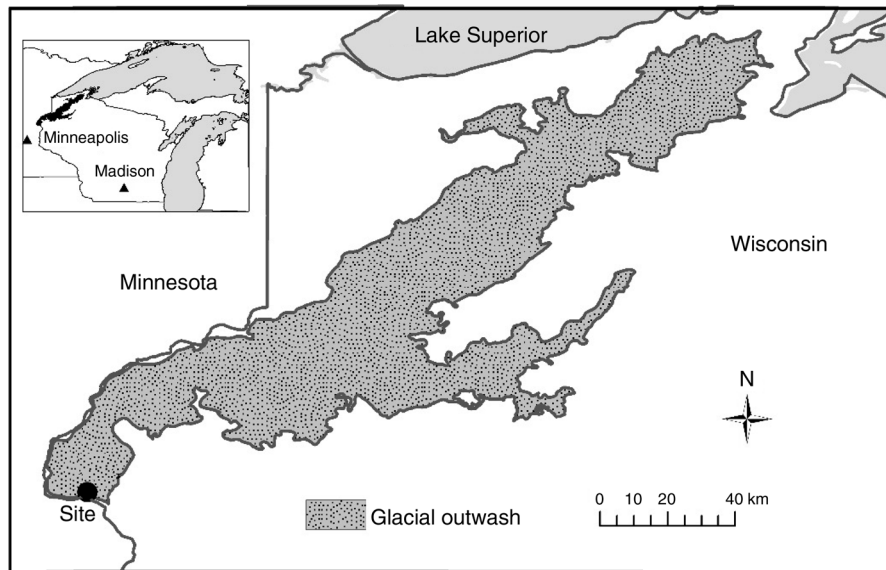 Lake Superior
Minneapolis
Madison
Wisconsin
Minnesota
N
Site
Glacial outwash
0 10 20 40 km